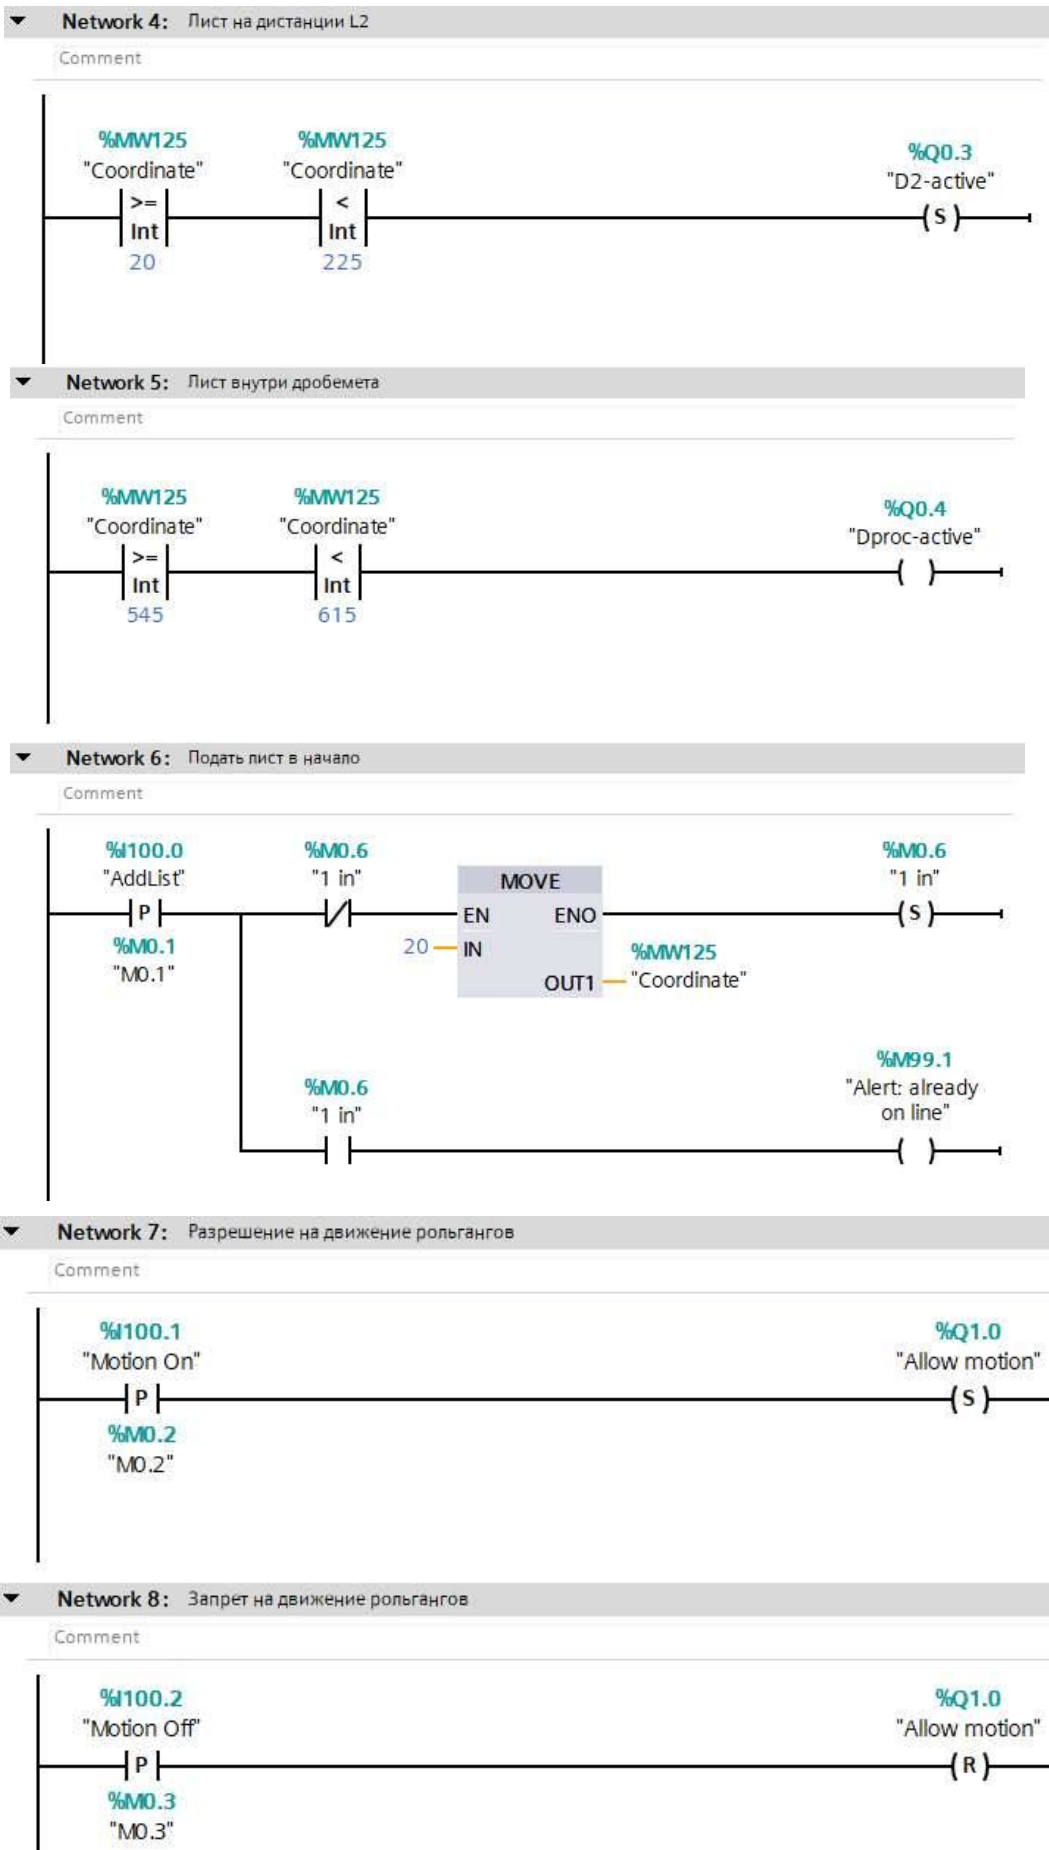 Network 4: Лист на дистанции L2
Comment
%MW125 %MW125
"Coordinate" "Coordinate"
%Q0.3
"D2-active"
>= <
S
Int Int
20 225
Network 5: Лист внутри дробемета
Comment
%MW125 %MW125
"Coordinate" "Coordinate"
%Q0.4
"Dproc-active"
>= <
Int Int
545 615
Network 6: Подать лист в начало
Comment
%I100.0 %M0.6 %M0.6
"AddList" "1 in" MOVE "1 in"
P EN ENO S
%M0.1 20 IN %MW125
"M0.1" OUT1 "Coordinate"
%M99.1
%M0.6 "Alert: already
"1 in" on line"
Network 7: Разрешение на движение рольгангов
Comment
%I100.1 %Q1.0
"Motion On" "Allow motion"
P S
%M0.2
"M0.2"
Network 8: Запрет на движение рольгангов
Comment
%I100.2 %Q1.0
"Motion Off" "Allow motion"
P R
%M0.3
"M0.3"